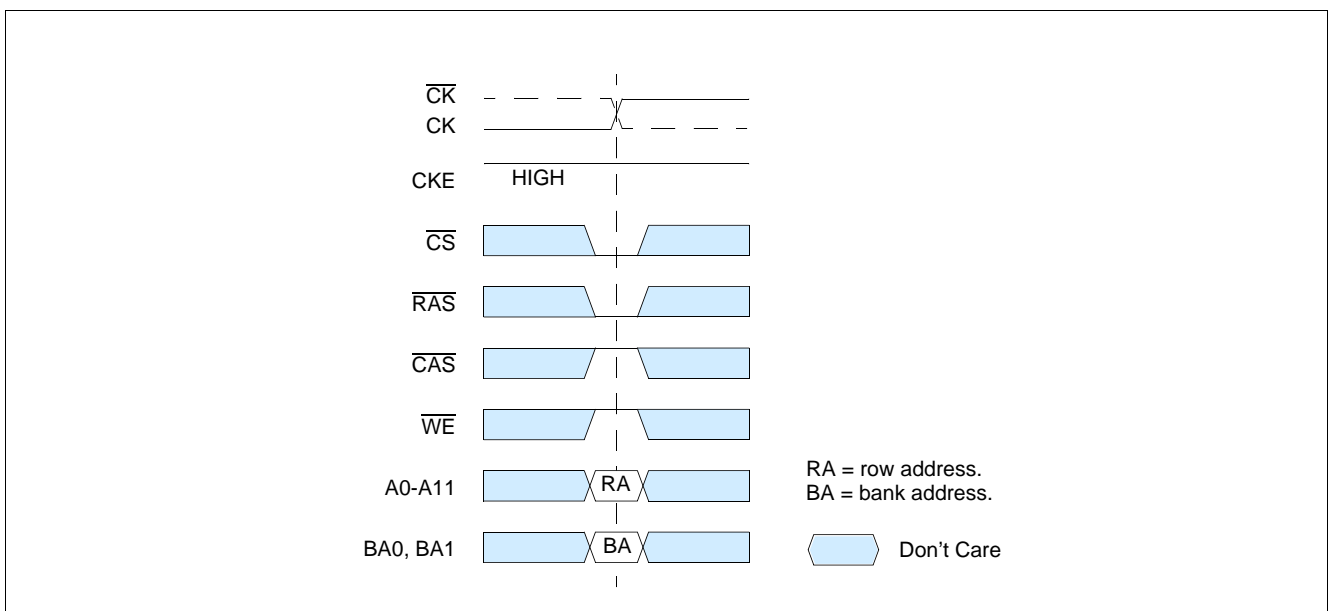 CK
CK
CKE HIGH
CS
RAS
CAS
WE
A0-A11 RA
BA0, BA1 BA
RA = row address.
BA = bank address.
Don't Care